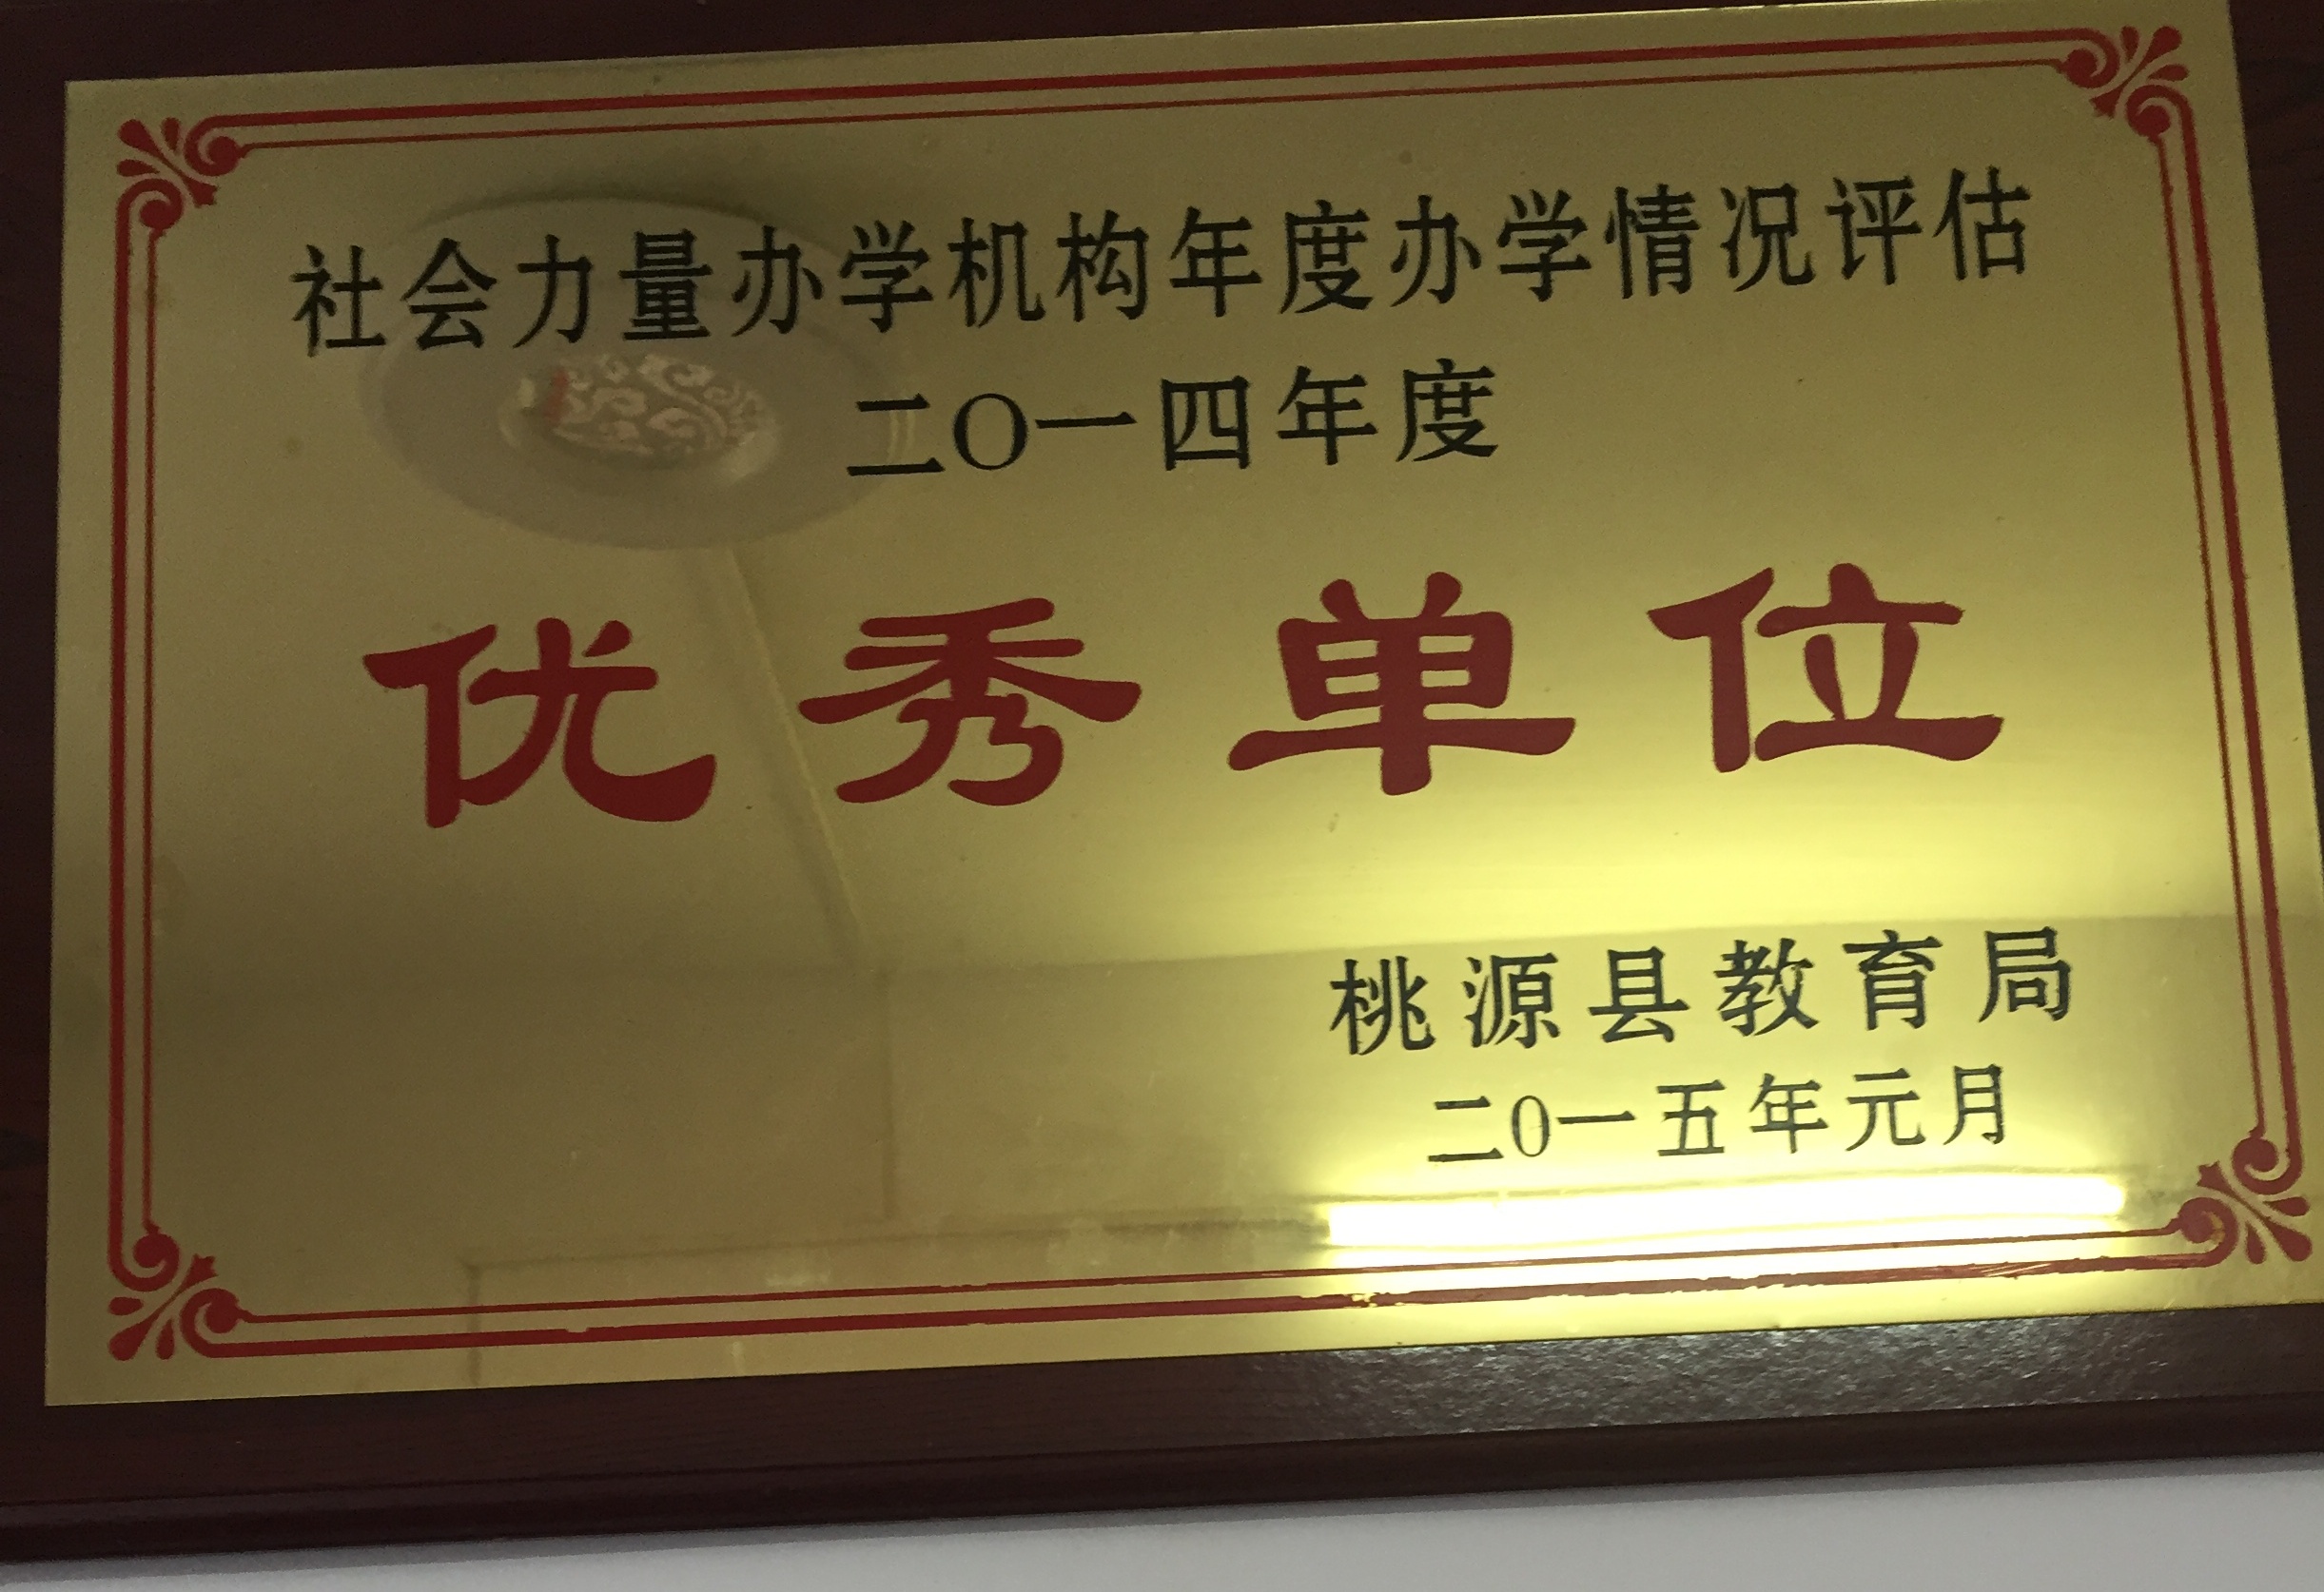 社会力量办学机构年度办学情况评估
二〇一四年度
优秀单位
桃源县教育局
二0一五年元月